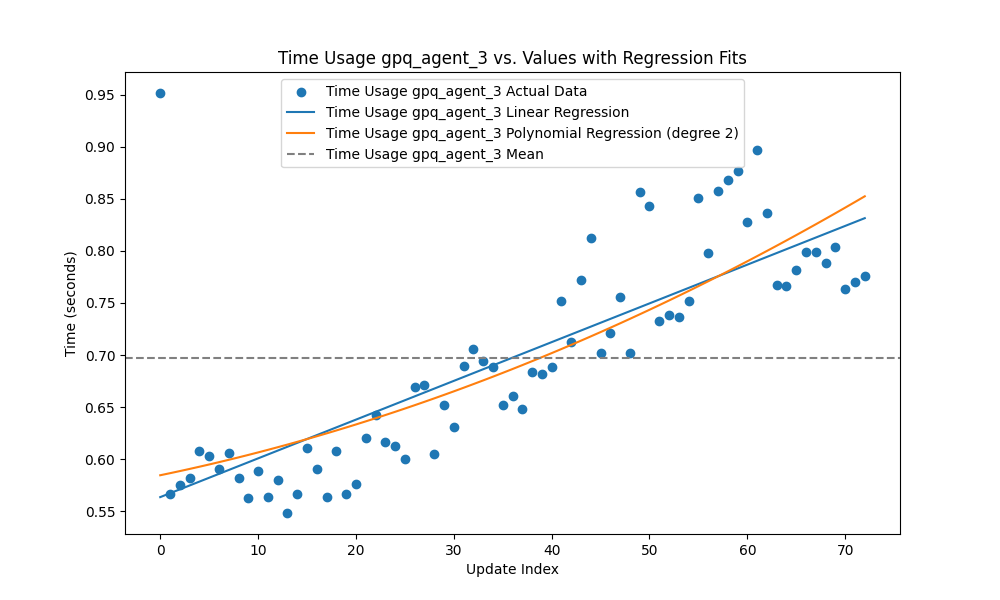 Time Usage gpq_agent_3 vs. Values with Regression Fits
Time Usage gpq_agent_3 Actual Data
Time Usage gpq_agent_3 Linear Regression
Time Usage gpq_agent_3 Polynomial Regression (degree 2)
Time Usage gpq_agent_3 Mean
Time (seconds)
0.95
0.90
0.85
0.80
0.75
0.70
0.65
0.60
0.55
0 10 20 30 40 50 60 70
Update Index